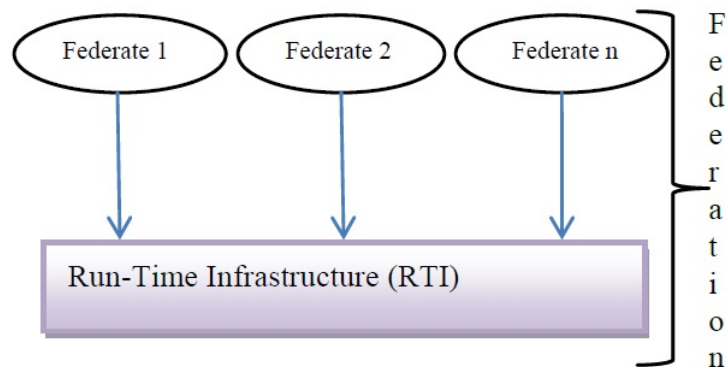 Federate 1
Federate 2
Federate n
Run-Time Infrastructure (RTI)
F
e
d
e
r
a
t
i
o
n